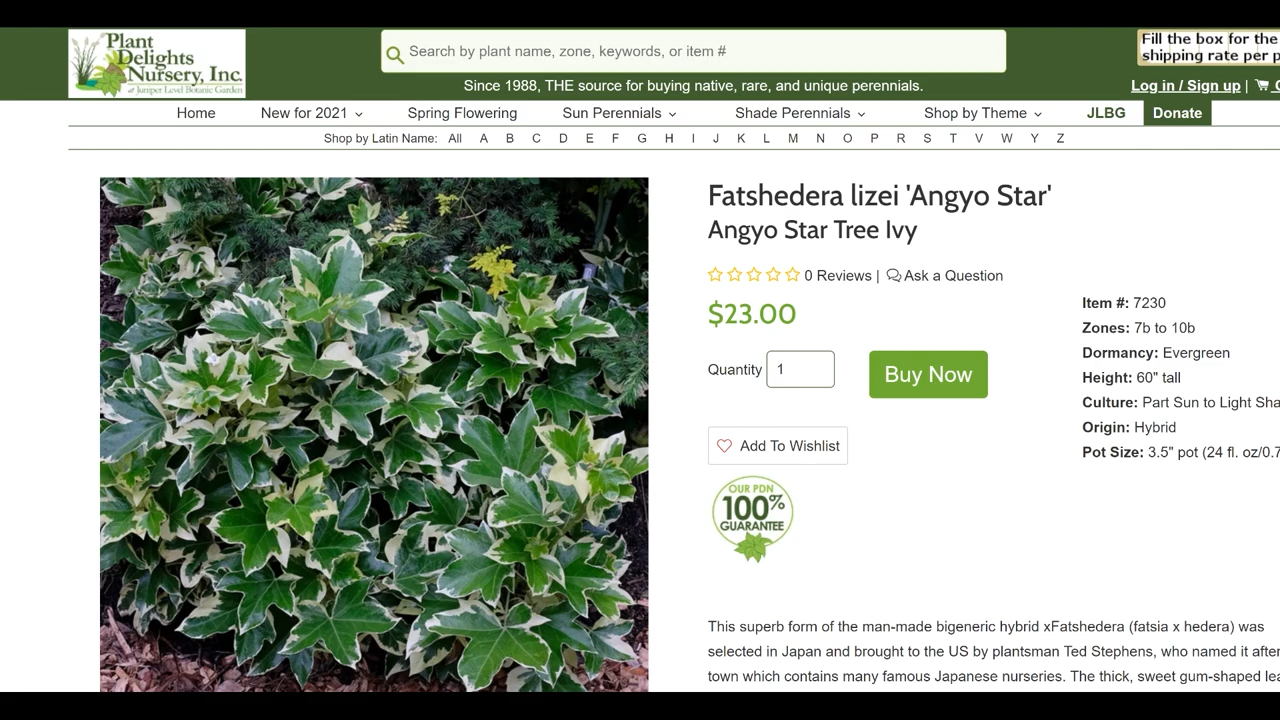 Plant
Delights
Nursery, Inc.
at Juniper Level Botanic Garden
Search by plant name, zone, keywords, or item #
Fill the box for the
shipping rate per p
Since 1988, THE source for buying native, rare, and unique perennials.
Log in / Sign up |
Home New for 2021 Spring Flowering Sun Perennials Shade Perennials Shop by Theme JLBG Donate
Shop by Latin Name: All A B C D E F G H I J K L M N O P R S T V W Y Z
Fatshedera lizei 'Angyo Star'
Angyo Star Tree Ivy
0 Reviews | Ask a Question
$23.00
Quantity 1 Buy Now
Add To Wishlist
OUR PDN
100%
GUARANTEE
Item #: 7230
Zones: 7b to 10b
Dormancy: Evergreen
Height: 60" tall
Culture: Part Sun to Light Sha
Origin: Hybrid
Pot Size: 3.5" pot (24 fl. oz/0.7
This superb form of the man-made bigeneric hybrid xFatshedera (fatsia x hedera) was
selected in Japan and brought to the US by plantsman Ted Stephens, who named it after
town which contains many famous Japanese nurseries. The thick, sweet gum-shaped lea